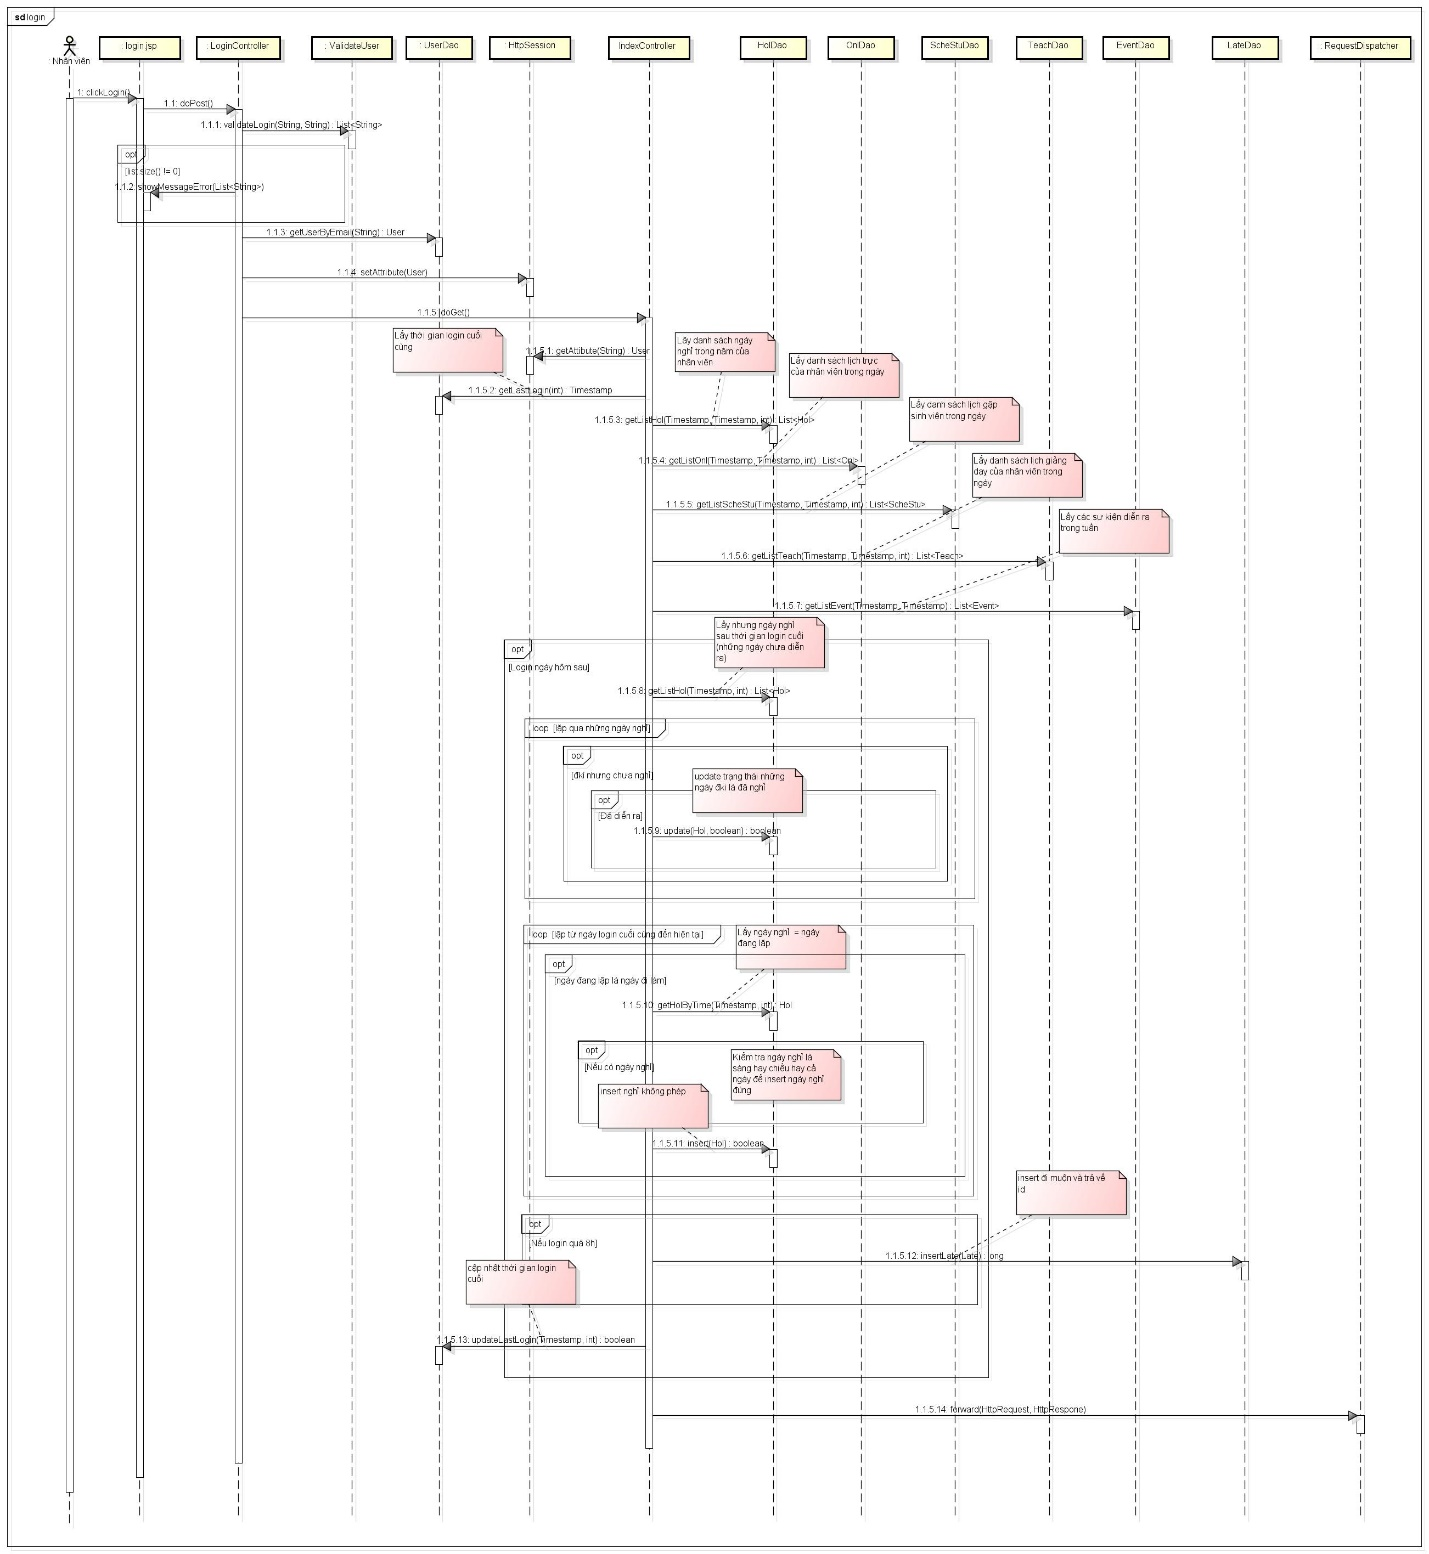 sd login
Nhân viên
: login.jsp
: LoginController
: ValidateUser
: UserDao
: HttpSession
IndexController
HolDao
OnlDao
ScheStuDao
TeachDao
EventDao
: LateDao
: RequestDispatcher
1: clickLogin()
1.1: doPost()
1.1.1: validateLogin(String, String) : List<String>
opt
[list.size() != 0]
1.1.2: showMessageError(List<String>)
1.1.3: getUserByEmail(String) : User
1.1.4: setAttribute(User)
1.1.5: doGet()
Lấy thời gian login cuối
cùng
1.1.5.1: getAttibute(String) : User
Lấy danh sách ngày
nghỉ trong năm của
nhân viên
Lấy danh sách lịch trực
của nhân viên trong ngày
1.1.5.2: getLastLogin(int) : Timestamp
Lấy danh sách lịch gặp
sinh viên trong ngày
1.1.5.3: getListHol(Timestamp, Timestamp, int) : List<Hol>
1.1.5.4: getListOnl(Timestamp, Timestamp, int) : List<Onl>
Lấy danh sách lịch giảng
dạy của nhân viên trong
ngày
1.1.5.5: getListScheStu(Timestamp, Timestamp, int) : List<ScheStu>
Lấy các sự kiện diễn ra
trong tuần
1.1.5.6: getListTeach(Timestamp, Timestamp, int) : List<Teach>
1.1.5.7: getListEvent(Timestamp, Timestamp) : List<Event>
Lấy nhưng ngày nghỉ
sau thời gian login cuối
(những ngày chưa diễn
ra)
opt
[Login ngày hôm sau]
1.1.5.8: getListHol(Timestamp, int) : List<Hol>
loop [lặp qua những ngày nghỉ]
opt
[đki nhưng chưa nghỉ]
update trạng thái những
ngày đki là đã nghỉ
opt
[Đã diễn ra]
1.1.5.9: update(Hol, boolean) : boolean
loop [lặp từ ngày login cuối cùng đến hiện tại]
Lấy ngày nghỉ = ngày
đang lặp
opt
[ngày đang lặp là ngày đi làm]
1.1.5.10: getHolByTime(Timestamp, int) : Hol
opt
[Nếu có ngày nghỉ]
Kiểm tra ngày nghỉ là
sáng hay chiều hay cả
ngày để insert ngày nghỉ
đúng
insert nghỉ không phép
1.1.5.11: insert(Hol) : boolean
insert đi muộn và trả về
id
opt
[Nếu login quá 8h]
1.1.5.12: insertLate(Late) : long
cập nhật thời gian login
cuối
1.1.5.13: updateLastLogin(Timestamp, int) : boolean
1.1.5.14: forward(HttpRequest, HttpRespone)